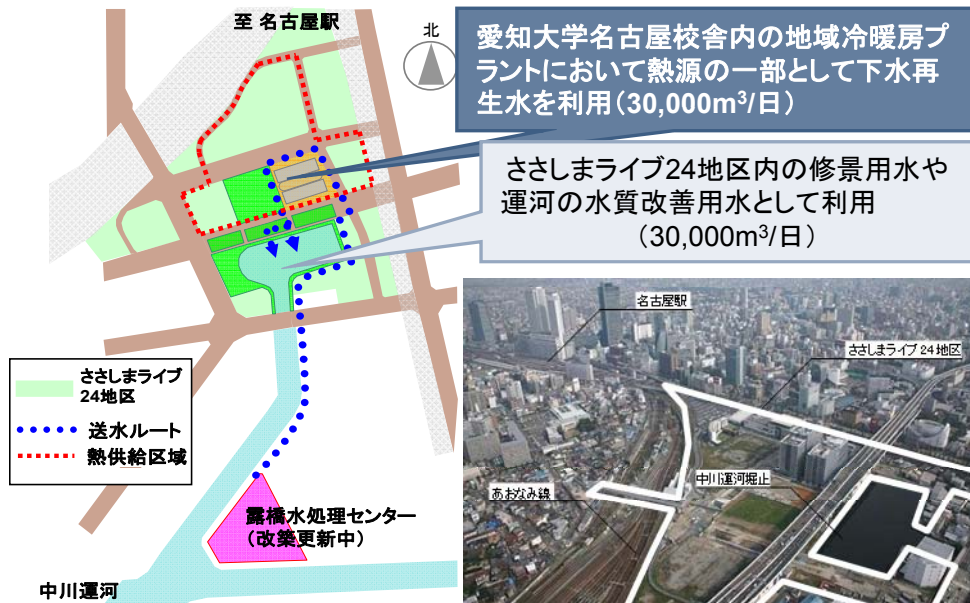 至 名古屋駅
北
愛知大学名古屋校舎内の地域冷暖房プ
ラントにおいて熱源の一部として下水再
生水を利用(30,000m³/日)
ささしまライブ24地区内の修景用水や
運河の水質改善用水として利用
(30,000m³/日)
ささしまライブ
24地区
送水ルート
熱供給区域
露橋水処理センター
(改築更新中)
中川運河
名古屋駅
ささしまライブ24地区
中川運河堀止
あおなみ線